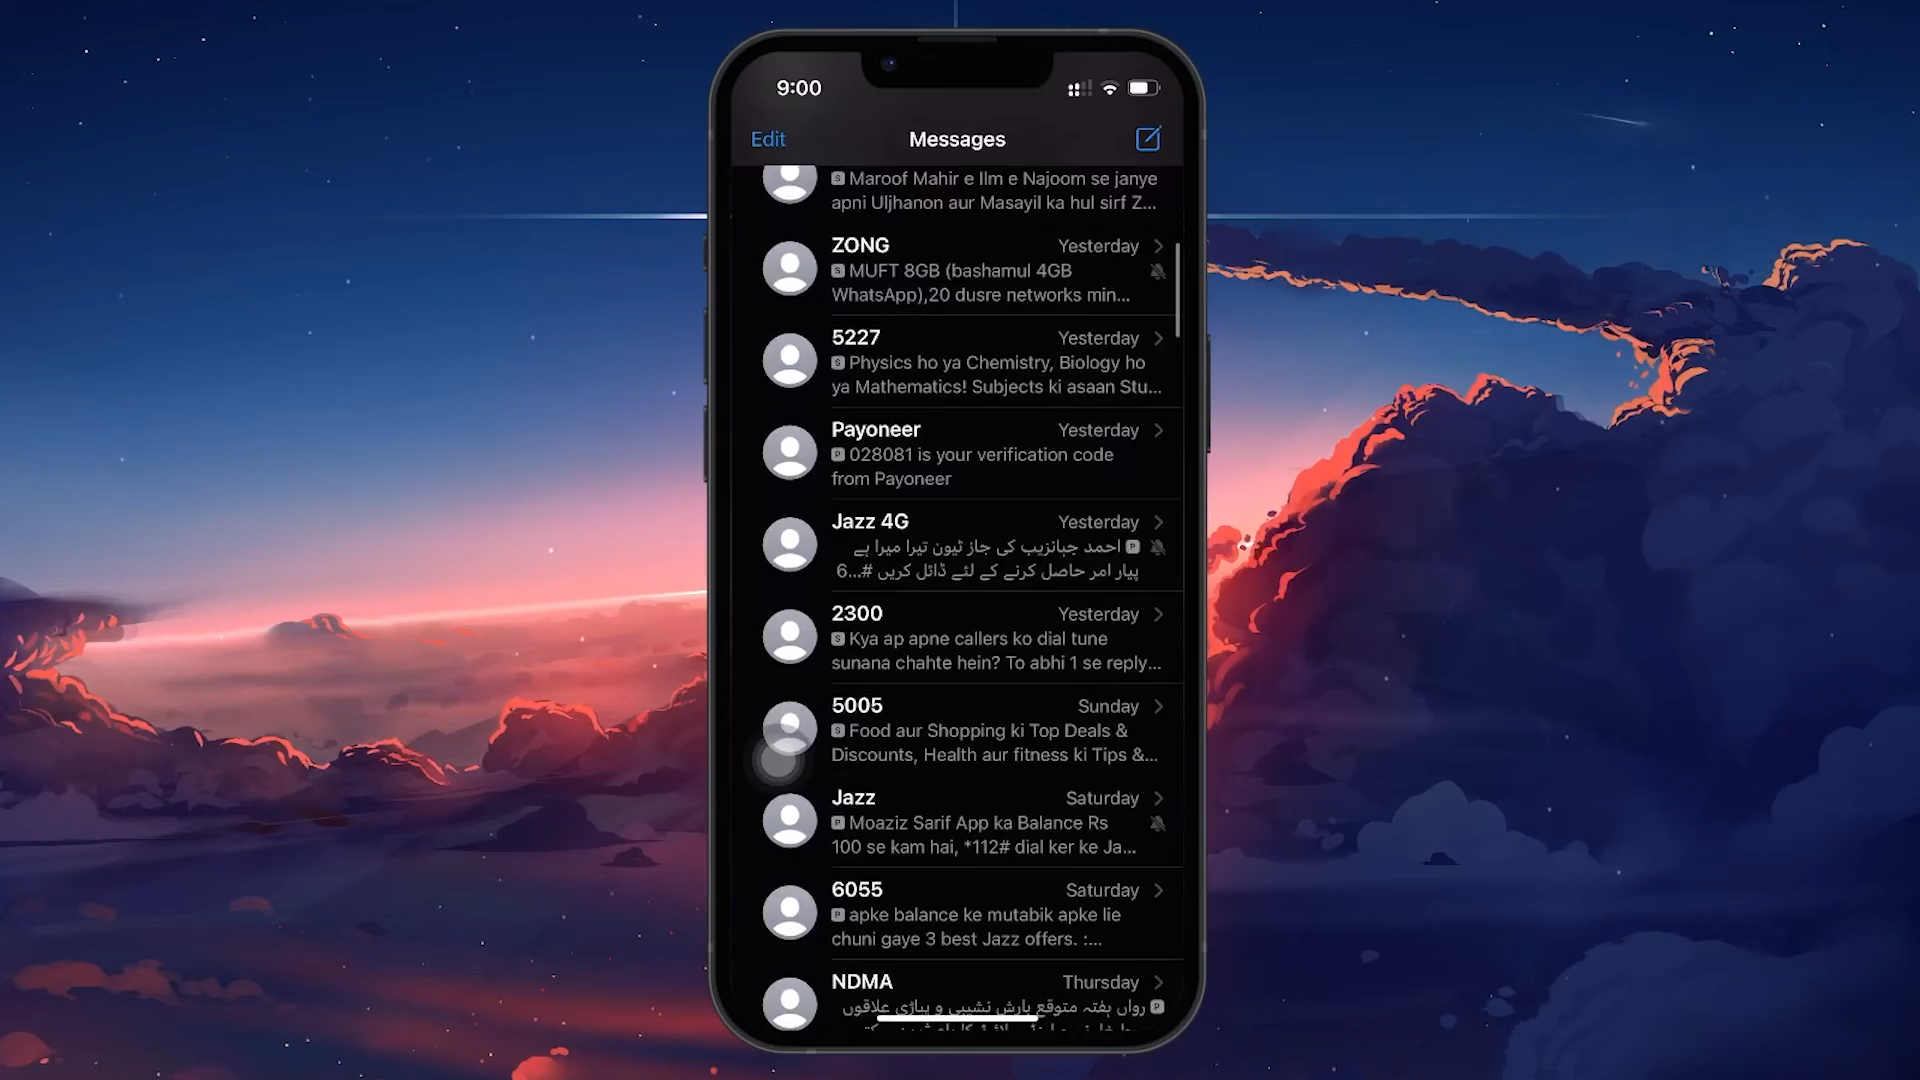 9:00
Edit
Messages
S Maroof Mahir e Ilm e Najoom se janye
apni Uljhanon aur Masayil ka hul sirf Z...
ZONG
Yesterday
S MUFT 8GB (bashamul 4GB
WhatsApp),20 dusre networks min...
5227
Yesterday
S Physics ho ya Chemistry, Biology ho
ya Mathematics! Subjects ki asaan Stu...
Payoneer
Yesterday
P 028081 is your verification code
from Payoneer
Jazz 4G
Yesterday
P احمد جہانزیب کی جاز ٹیون تیرا میرا ہے
پیار امر حاصل کرنے کے لئے ڈائل کریں #...6
2300
Yesterday
S Kya ap apne callers ko dial tune
sunana chahte hein? To abhi 1 se reply...
5005
Sunday
S Food aur Shopping ki Top Deals &
Discounts, Health aur fitness ki Tips &...
Jazz
Saturday
P Moaziz Sarif App ka Balance Rs
100 se kam hai, *112# dial ker ke Ja...
6055
Saturday
P apke balance ke mutabik apke lie
chuni gaye 3 best Jazz offers. :...
NDMA
Thursday
P رواں ہفتہ متوقع بارش نشیبی و پہاڑی علاقوں